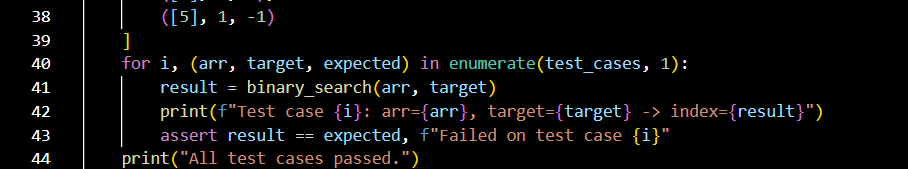 38 ([5], 1, -1)
39 ]
40 for i, (arr, target, expected) in enumerate(test_cases, 1):
41 result = binary_search(arr, target)
42 print(f"Test case {i}: arr={arr}, target={target} -> index={result}")
43 assert result == expected, f"Failed on test case {i}"
44 print("All test cases passed.")